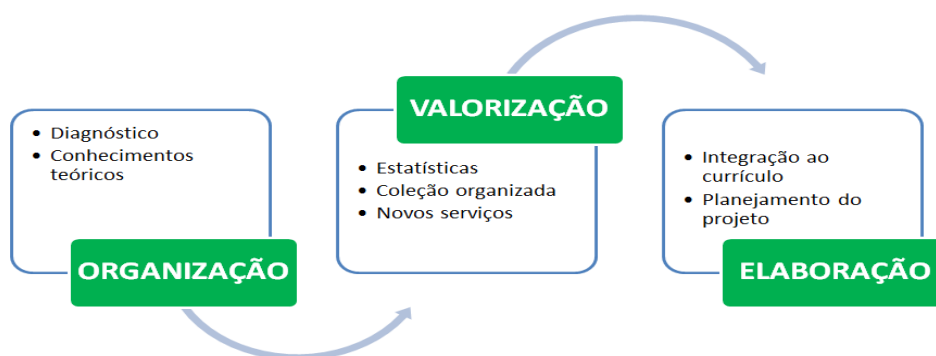 • Diagnóstico
• Conhecimentos
teóricos
ORGANIZAÇÃO
VALORIZAÇÃO
• Estatísticas
• Coleção organizada
• Novos serviços
• Integração ao
currículo
• Planejamento do
projeto
ELABORAÇÃO